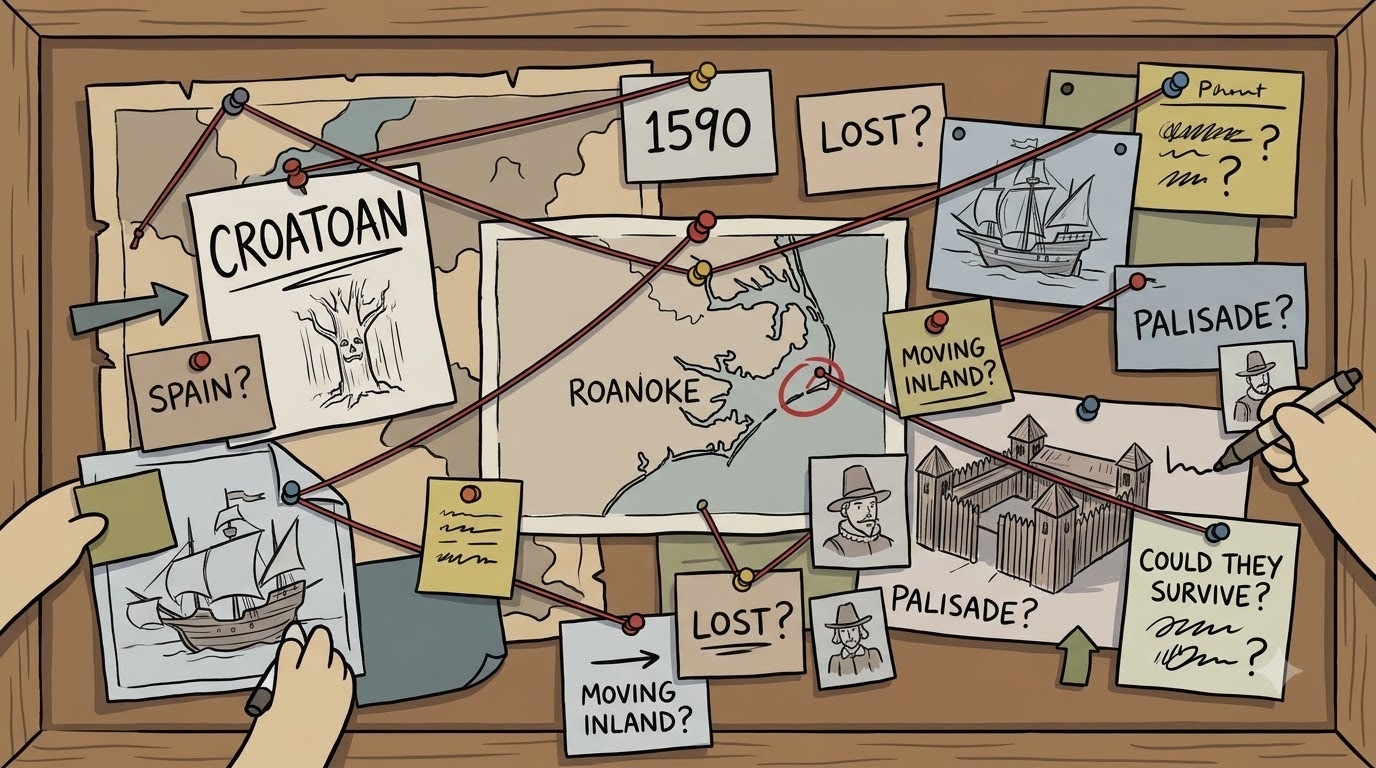 1590
LOST?
CROATOAN
?
?
PALISADE?
SPAIN?
ROANOKE
MOVING
INLAND?
PALISADE?
COULD THEY
SURVIVE?
?
LOST?
MOVING
INLAND?